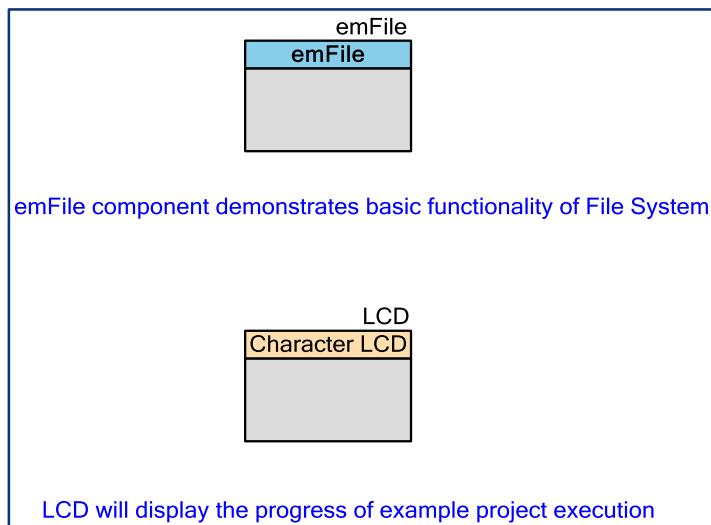 emFile
emFile
emFile component demonstrates basic functionality of File System
LCD
Character LCD
LCD will display the progress of example project execution